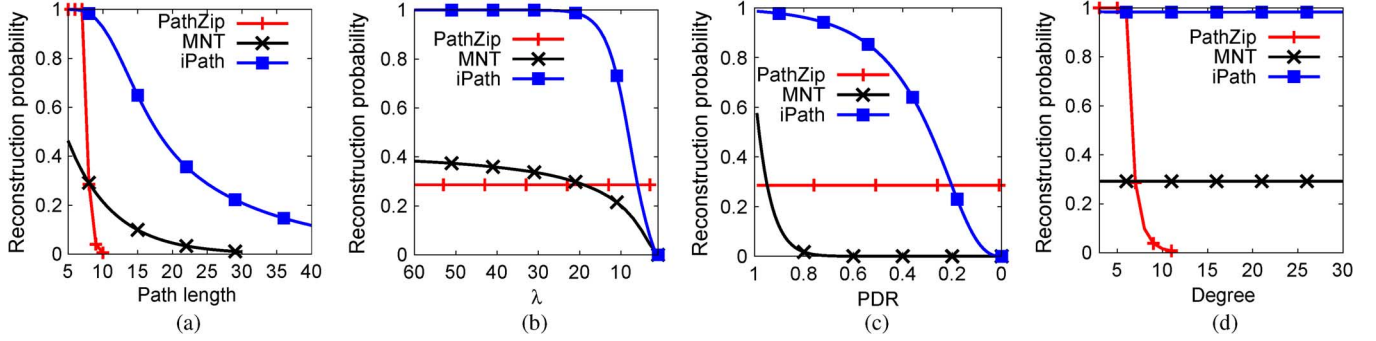 Reconstruction probability
1
0.8
0.6
0.4
0.2
0
5 10 15 20 25 30 35 40
Path length
PathZip
MNT
iPath
(a)
Reconstruction probability
1
0.8
0.6
0.4
0.2
0
60 50 40 30 20 10
λ
PathZip
MNT
iPath
(b)
Reconstruction probability
1
0.8
0.6
0.4
0.2
0
1 0.8 0.6 0.4 0.2 0
PDR
PathZip
MNT
iPath
(c)
Reconstruction probability
1
0.8
0.6
0.4
0.2
0
5 10 15 20 25 30
Degree
PathZip
MNT
iPath
(d)